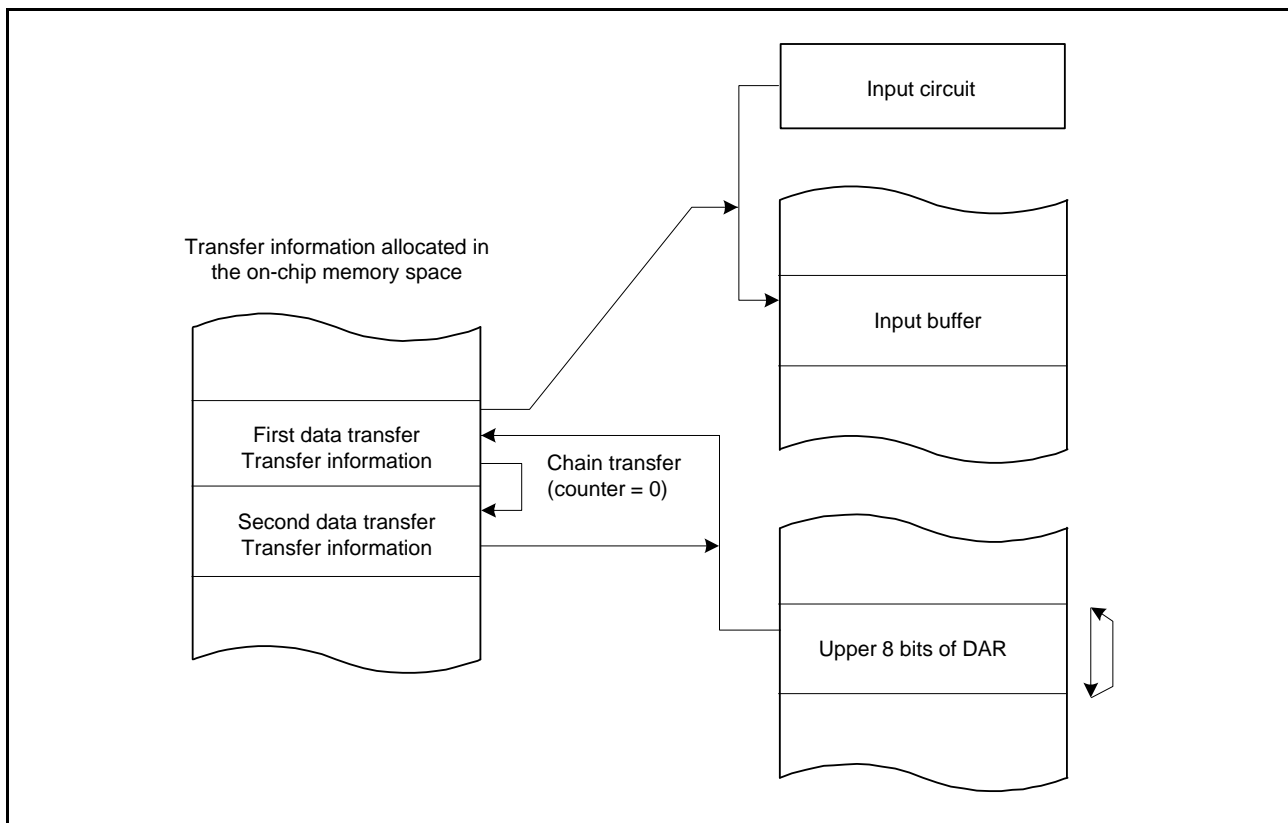 Input circuit
Transfer information allocated in
the on-chip memory space
Input buffer
First data transfer
Transfer information
Chain transfer
(counter = 0)
Second data transfer
Transfer information
Upper 8 bits of DAR